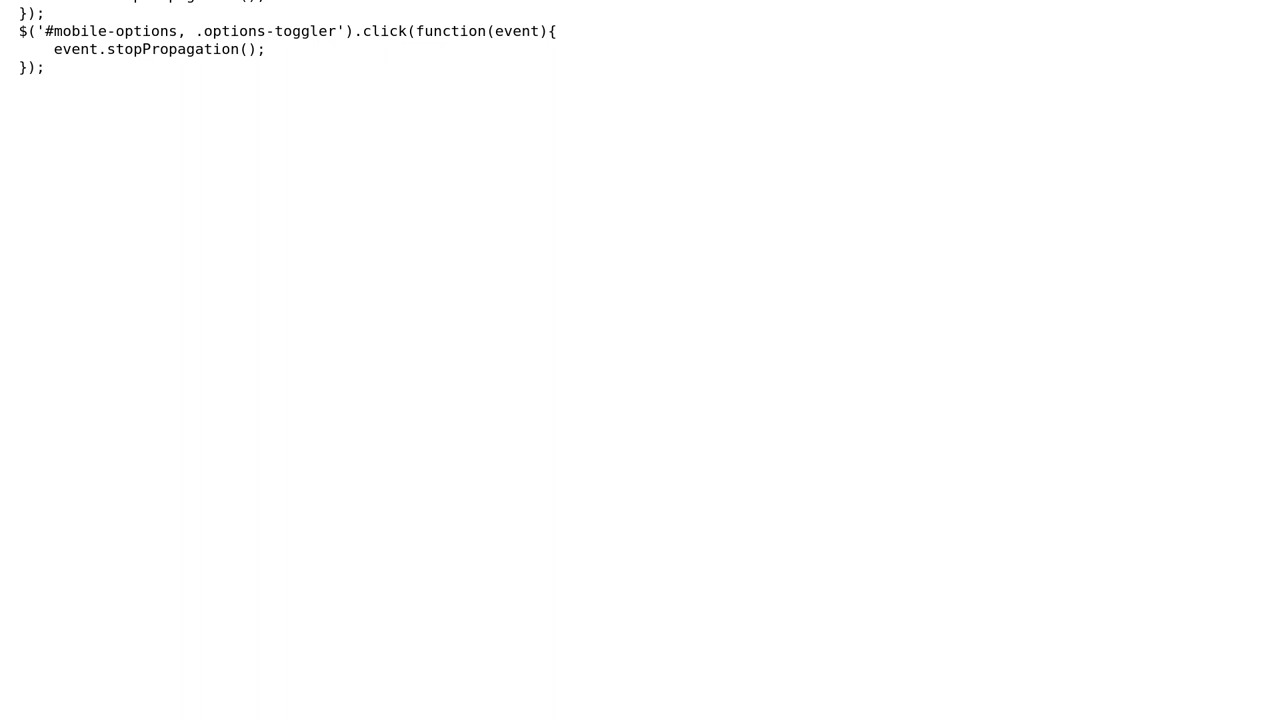 });
$('#mobile-options, .options-toggler').click(function(event){
    event.stopPropagation();
});